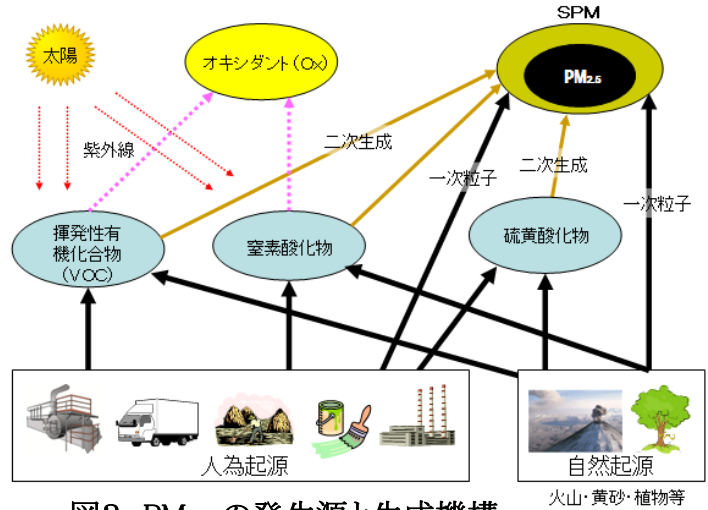 SPM
太陽
オキシダント(Ox)
PM2.5
紫外線
二次生成
一次粒子
二次生成
一次粒子
揮発性有
機化合物
(VOC)
窒素酸化物
硫黄酸化物
人為起源
自然起源
火山・黄砂・植物等